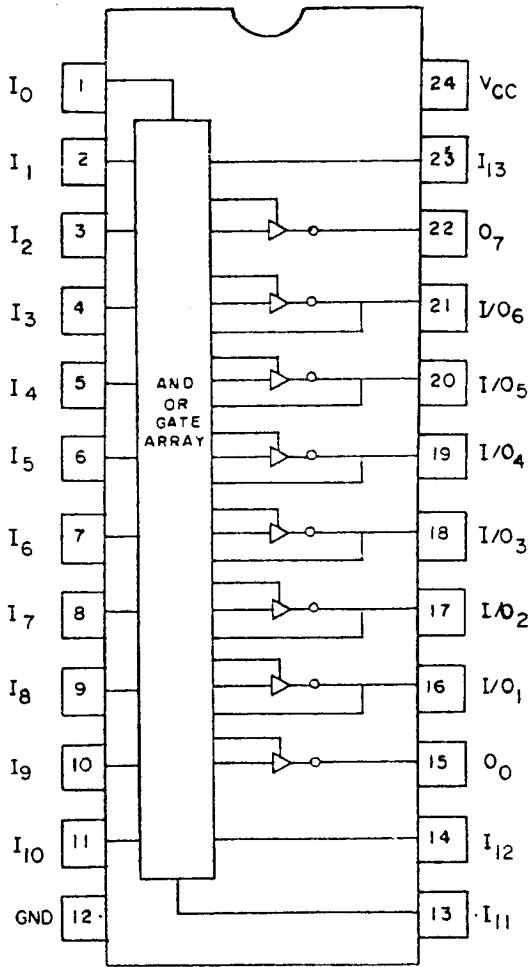 I0 1 24 VCC
I1 2 23 I13
I2 3 22 O7
I3 4 21 I/O6
I4 5 20 I/O5
AND
OR
GATE
ARRAY
I5 6 19 I/O4
I6 7 18 I/O3
I7 8 17 I/O2
I8 9 16 I/O1
I9 10 15 O0
I10 11 14 I12
GND 12 13 I11